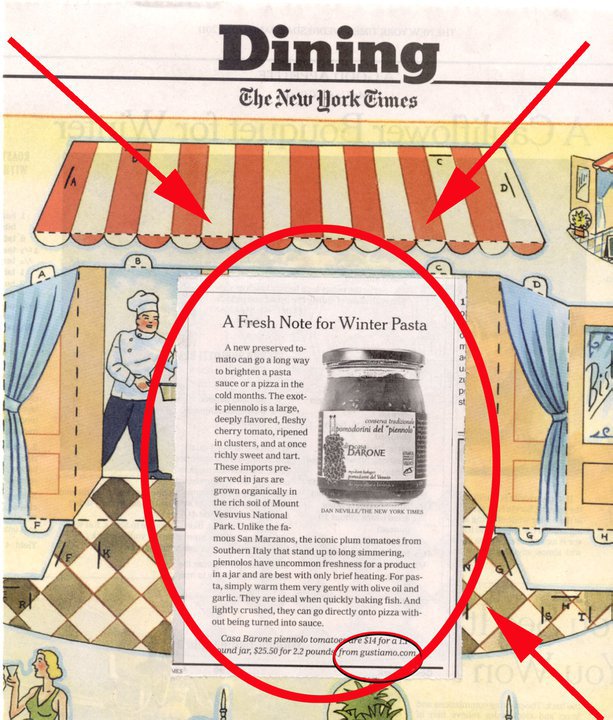 Dining
The New York Times
A Cauliflower Bouquet for Winter
A
B
C
D
A
B
C
D
A Fresh Note for Winter Pasta
A new preserved to-
mato can go a long way
to brighten a pasta
sauce or a pizza in the
cold months. The exot-
ic piennolo is a large,
deeply flavored, fleshy
cherry tomato, ripened
in clusters, and at once
richly sweet and tart.
These imports pre-
served in jars are
grown organically in
the rich soil of Mount
Vesuvius National
Park. Unlike the fa-
mous San Marzanos, the iconic plum tomatoes from
Southern Italy that stand up to long simmering,
piennolos have uncommon freshness for a product
in a jar and are best with only brief heating. For pas-
ta, simply warm them very gently with olive oil and
garlic. They are ideal when quickly baking fish. And
lightly crushed, they can go directly onto pizza with-
out being turned into sauce.
Casa Barone piennolo tomatoes are $14 for a 1.1
ound jar, $25.50 for 2.2 pounds, from gustiamo.com.
conserva tradizionale
pomodorini del "piennolo"
casa
BARONE
DAN NEVILLE/THE NEW YORK TIMES
F
G
H
F
K
R
S
H
T